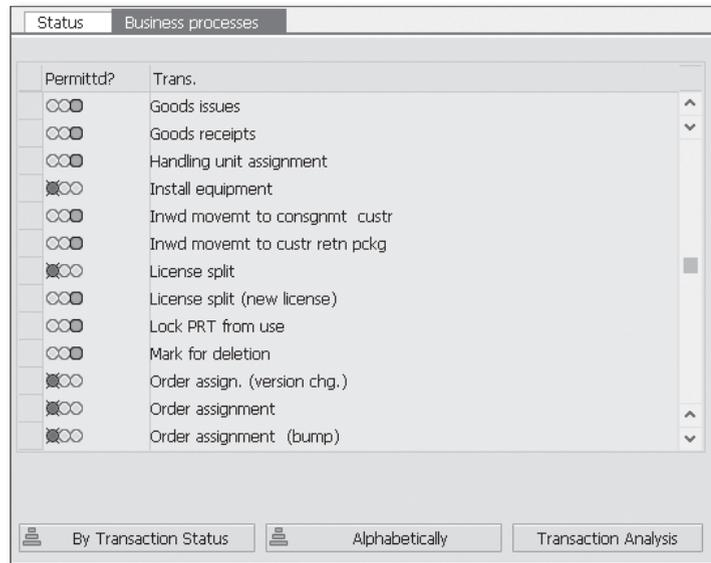 Status Business processes
Permittd? Trans.
Goods issues
Goods receipts
Handling unit assignment
Install equipment
Inwd movemt to consgnmt custr
Inwd movemt to custr retn pckg
License split
License split (new license)
Lock PRT from use
Mark for deletion
Order assign. (version chg.)
Order assignment
Order assignment (bump)
By Transaction Status Alphabetically Transaction Analysis